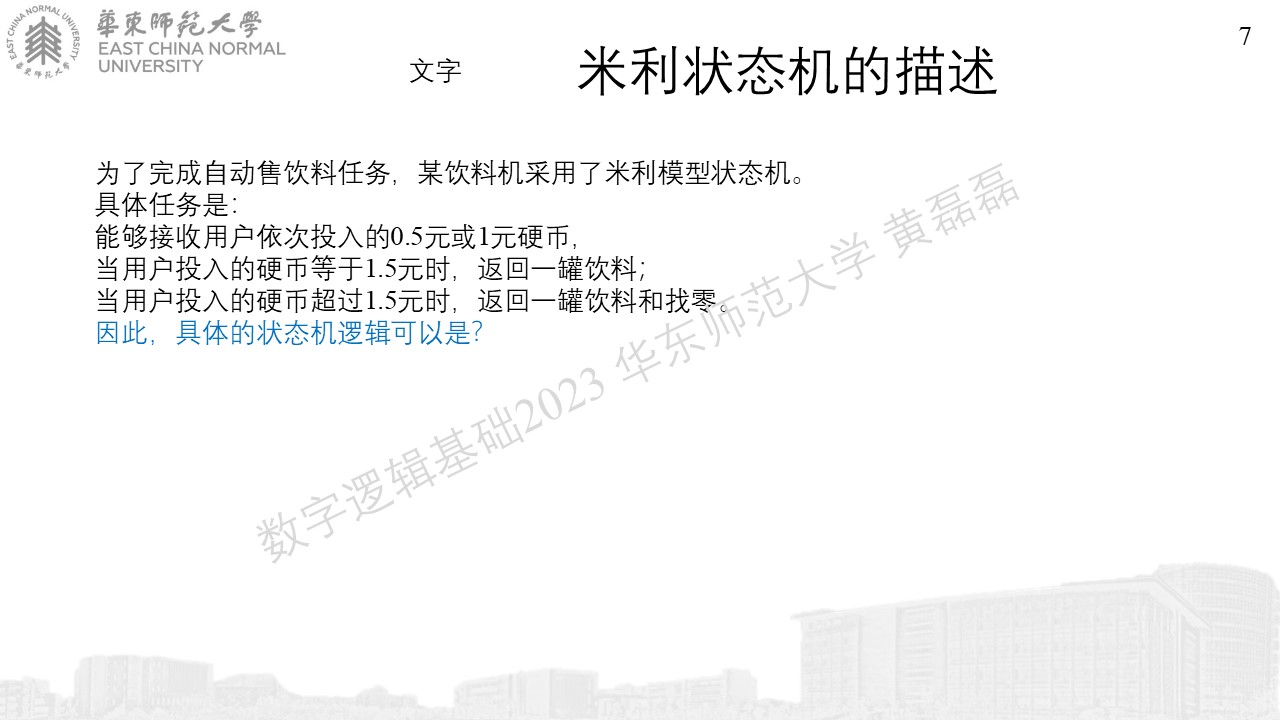 華東師範大學
EAST CHINA NORMAL
UNIVERSITY
EAST CHINA NORMAL UNIVERSITY
華東师范大学
7
文字
米利状态机的描述
为了完成自动售饮料任务，某饮料机采用了米利模型状态机。
具体任务是：
能够接收用户依次投入的0.5元或1元硬币，
当用户投入的硬币等于1.5元时，返回一罐饮料；
当用户投入的硬币超过1.5元时，返回一罐饮料和找零。
因此，具体的状态机逻辑可以是？
数字逻辑基础2023 华东师范大学 黄磊磊